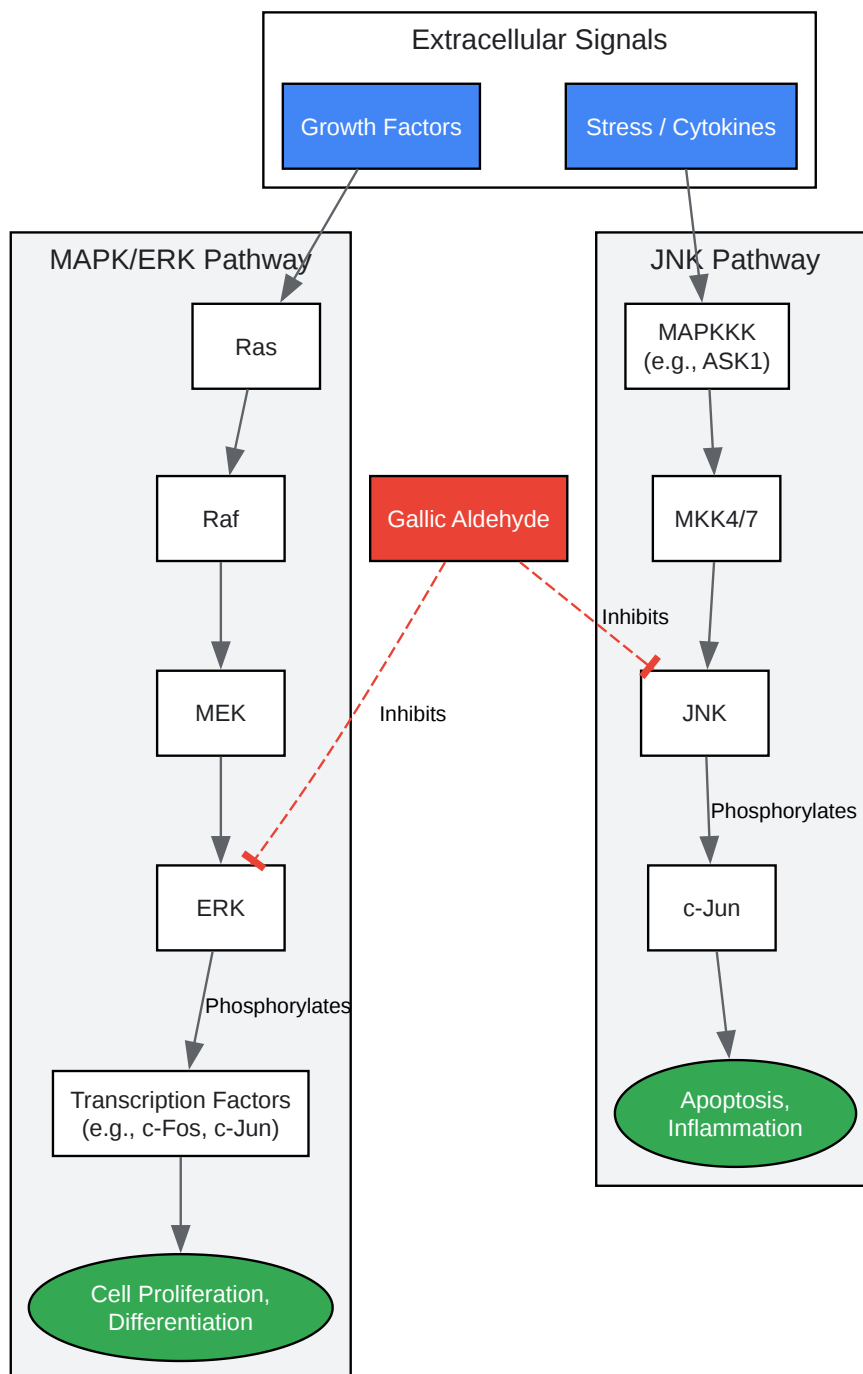 Extracellular Signals
Growth Factors
Stress / Cytokines
MAPK/ERK Pathway
JNK Pathway
Ras
MAPKKK
(e.g., ASK1)
Raf
Gallic Aldehyde
MKK4/7
Inhibits
MEK
Inhibits
JNK
Phosphorylates
ERK
c-Jun
Phosphorylates
Transcription Factors
(e.g., c-Fos, c-Jun)
Apoptosis,
Inflammation
Cell Proliferation,
Differentiation